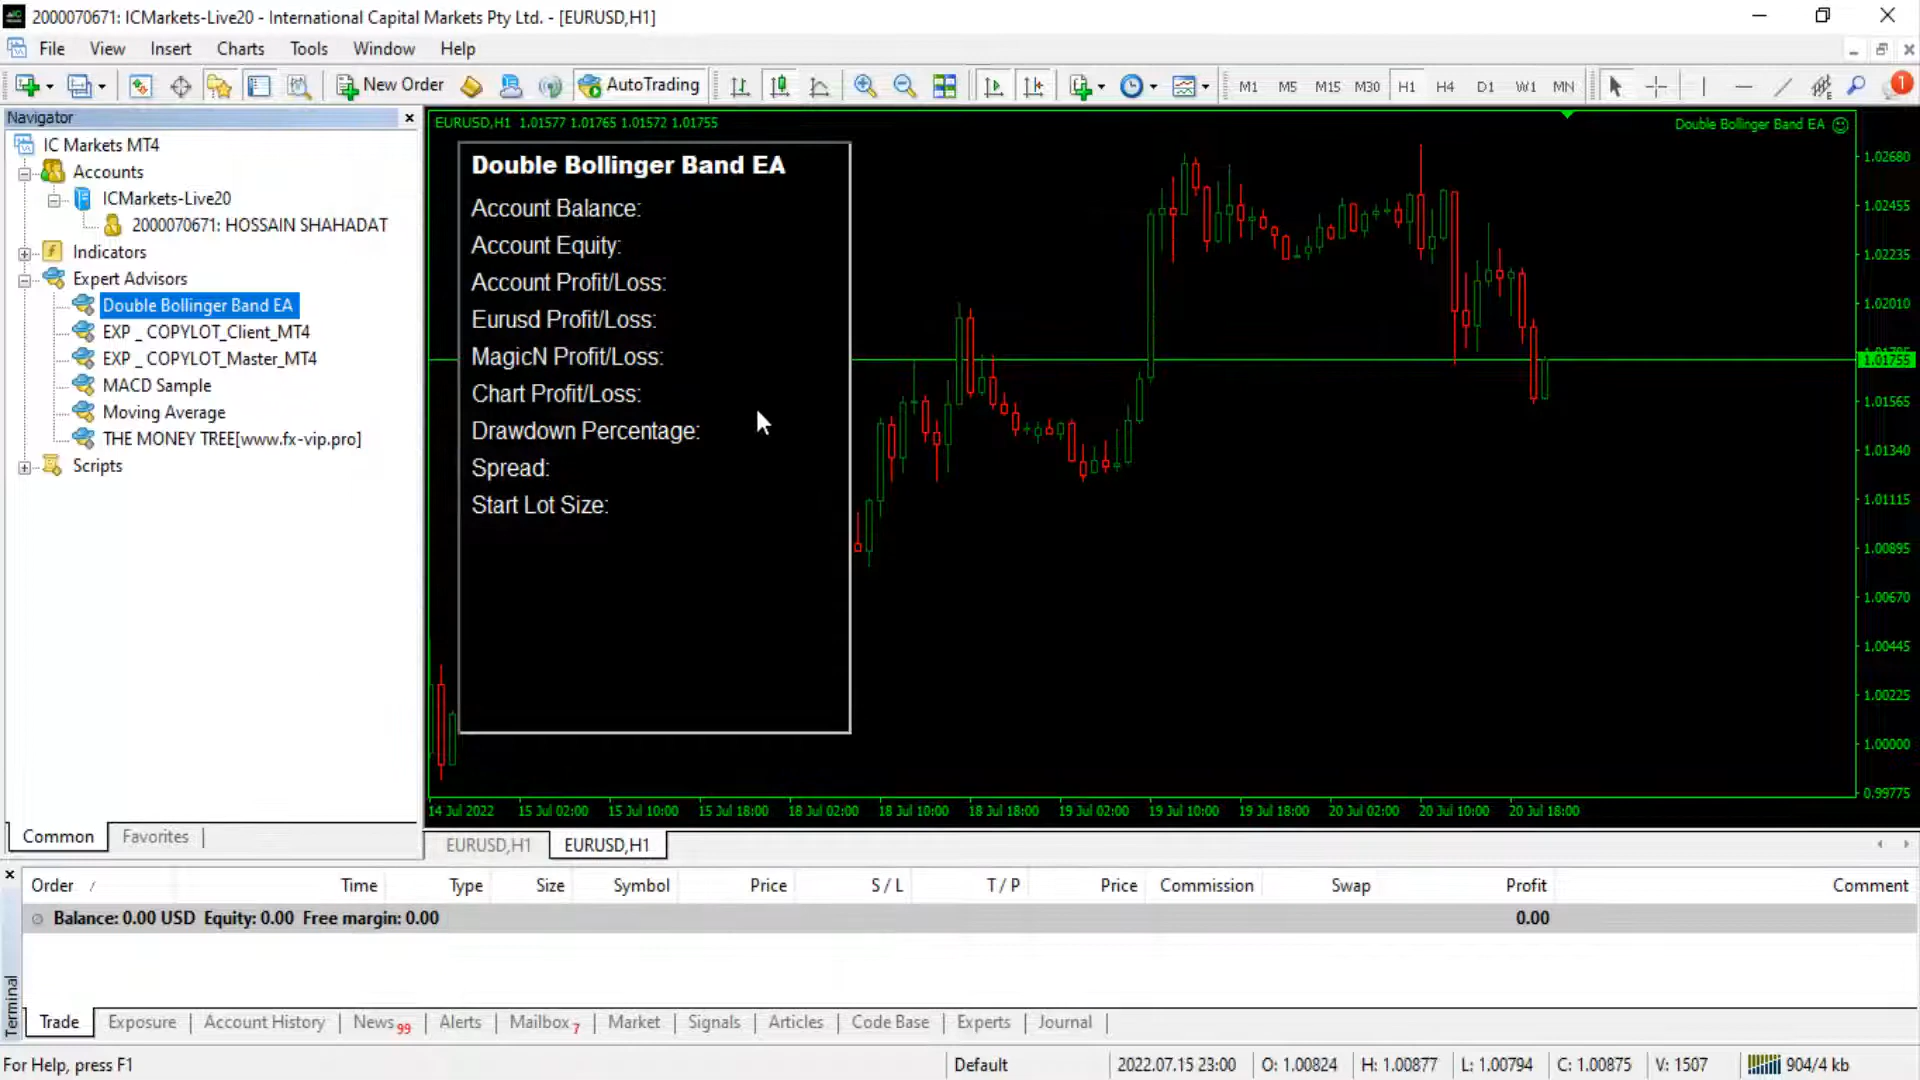 2000070671: ICMarkets-Live20 - International Capital Markets Pty Ltd. - [EURUSD,H1]
File View Insert Charts Tools Window Help
New Order AutoTrading M1 M5 M15 M30 H1 H4 D1 W1 MN 1
Navigator
IC Markets MT4
Accounts
ICMarkets-Live20
2000070671: HOSSAIN SHAHADAT
Indicators
Expert Advisors
Double Bollinger Band EA
EXP _ COPYLOT_Client_MT4
EXP _ COPYLOT_Master_MT4
MACD Sample
Moving Average
THE MONEY TREE[www.fx-vip.pro]
Scripts
Common Favorites
EURUSD,H1 1.01577 1.01765 1.01572 1.01755
Double Bollinger Band EA
Double Bollinger Band EA
Account Balance:
Account Equity:
Account Profit/Loss:
Eurusd Profit/Loss:
MagicN Profit/Loss:
Chart Profit/Loss:
Drawdown Percentage:
Spread:
Start Lot Size:
1.02680
1.02455
1.02235
1.02010
1.01755
1.01565
1.01340
1.01115
1.00895
1.00670
1.00445
1.00225
1.00000
0.99775
14 Jul 2022 15 Jul 02:00 15 Jul 10:00 15 Jul 18:00 18 Jul 02:00 18 Jul 10:00 18 Jul 18:00 19 Jul 02:00 19 Jul 10:00 19 Jul 18:00 20 Jul 02:00 20 Jul 10:00 20 Jul 18:00
EURUSD,H1 EURUSD,H1
Order / Time Type Size Symbol Price S / L T / P Price Commission Swap Profit Comment
Balance: 0.00 USD Equity: 0.00 Free margin: 0.00 0.00
Terminal
Trade Exposure Account History News 99 Alerts Mailbox 7 Market Signals Articles Code Base Experts Journal
For Help, press F1 Default 2022.07.15 23:00 O: 1.00824 H: 1.00877 L: 1.00794 C: 1.00875 V: 1507 904/4 kb